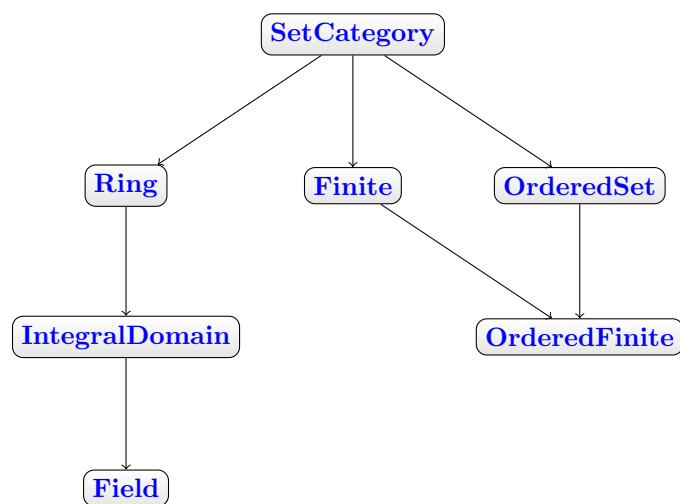 SetCategory
Ring
Finite
OrderedSet
IntegralDomain
OrderedFinite
Field